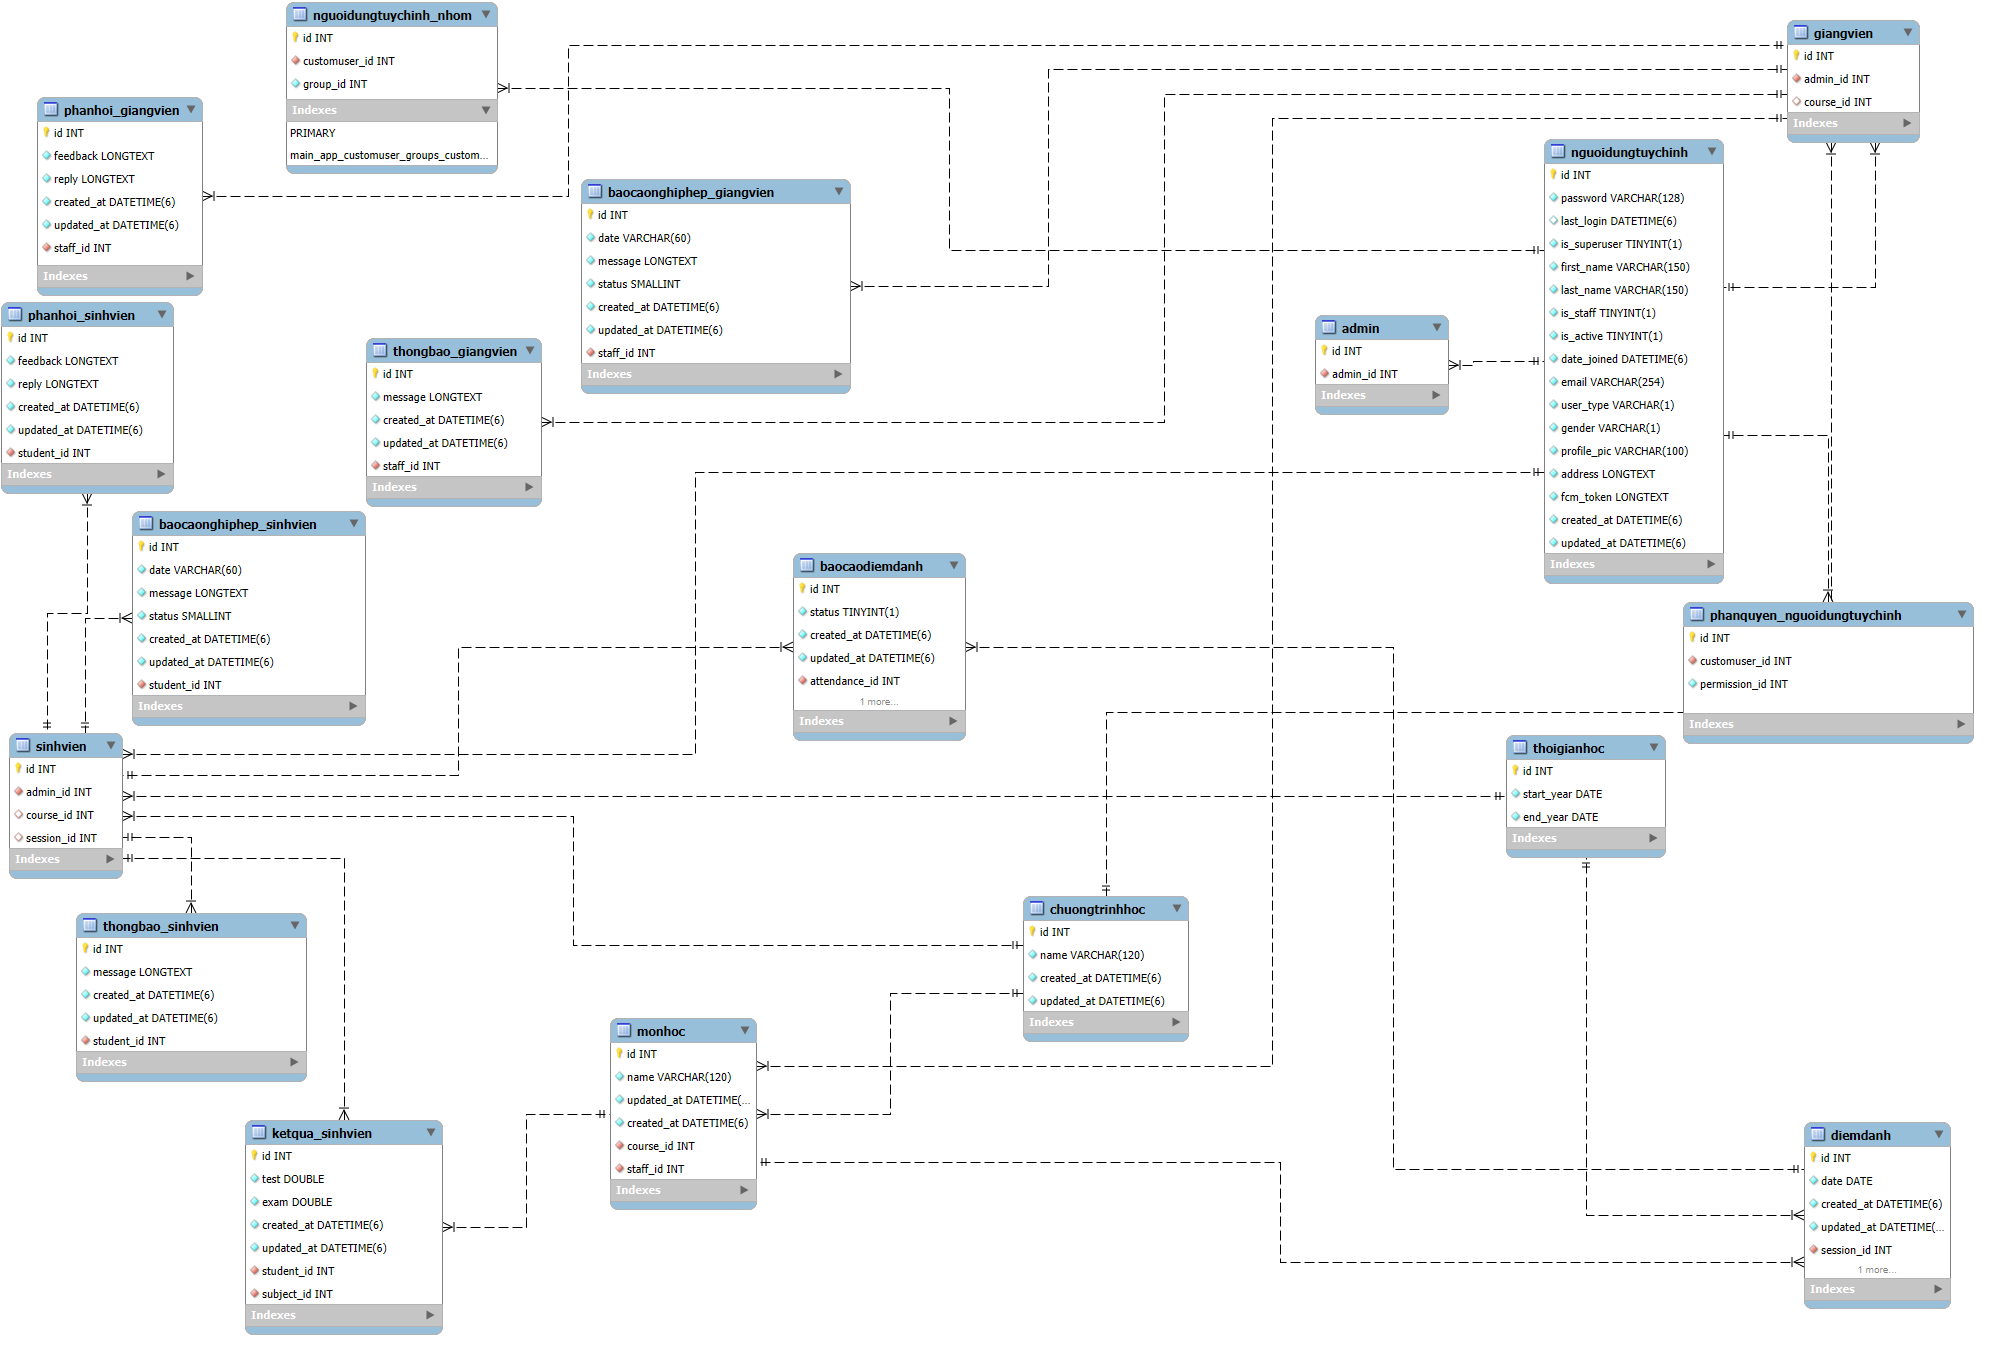 nguoidungtuychinh_nhom
id INT
customuser_id INT
group_id INT
Indexes
PRIMARY
main_app_customuser_groups_custom...
giangvien
id INT
admin_id INT
course_id INT
Indexes
phanhoi_giangvien
id INT
feedback LONGTEXT
reply LONGTEXT
created_at DATETIME(6)
updated_at DATETIME(6)
staff_id INT
Indexes
baocaonghiphep_giangvien
id INT
date VARCHAR(60)
message LONGTEXT
status SMALLINT
created_at DATETIME(6)
updated_at DATETIME(6)
staff_id INT
Indexes
nguoidungtuychinh
id INT
password VARCHAR(128)
last_login DATETIME(6)
is_superuser TINYINT(1)
first_name VARCHAR(150)
last_name VARCHAR(150)
is_staff TINYINT(1)
is_active TINYINT(1)
date_joined DATETIME(6)
email VARCHAR(254)
user_type VARCHAR(1)
gender VARCHAR(1)
profile_pic VARCHAR(100)
address LONGTEXT
fcm_token LONGTEXT
created_at DATETIME(6)
updated_at DATETIME(6)
Indexes
phanhoi_sinhvien
id INT
feedback LONGTEXT
reply LONGTEXT
created_at DATETIME(6)
updated_at DATETIME(6)
student_id INT
Indexes
thongbao_giangvien
id INT
message LONGTEXT
created_at DATETIME(6)
updated_at DATETIME(6)
staff_id INT
Indexes
admin
id INT
admin_id INT
Indexes
baocaonghiphep_sinhvien
id INT
date VARCHAR(60)
message LONGTEXT
status SMALLINT
created_at DATETIME(6)
updated_at DATETIME(6)
student_id INT
Indexes
baocaodiemdanh
id INT
status TINYINT(1)
created_at DATETIME(6)
updated_at DATETIME(6)
attendance_id INT
1 more...
Indexes
phanquyen_nguoidungtuychinh
id INT
customuser_id INT
permission_id INT
Indexes
sinhvien
id INT
admin_id INT
course_id INT
session_id INT
Indexes
thoigianhoc
id INT
start_year DATE
end_year DATE
Indexes
thongbao_sinhvien
id INT
message LONGTEXT
created_at DATETIME(6)
updated_at DATETIME(6)
student_id INT
Indexes
chuongtrinhhoc
id INT
name VARCHAR(120)
created_at DATETIME(6)
updated_at DATETIME(6)
Indexes
monhoc
id INT
name VARCHAR(120)
updated_at DATETIME(...
created_at DATETIME(6)
course_id INT
staff_id INT
Indexes
ketqua_sinhvien
id INT
test DOUBLE
exam DOUBLE
created_at DATETIME(6)
updated_at DATETIME(6)
student_id INT
subject_id INT
Indexes
diemdanh
id INT
date DATE
created_at DATETIME(6)
updated_at DATETIME(...
session_id INT
1 more...
Indexes